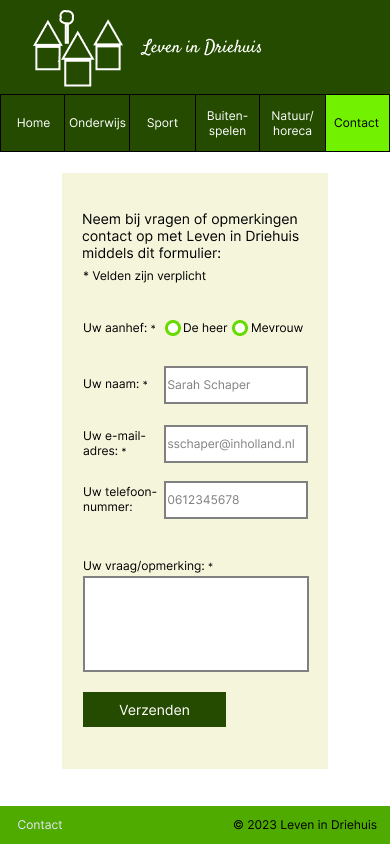 Leven in Driehuis
Home
Onderwijs
Sport
Buiten-
spelen
Natuur/
horeca
Contact
Neem bij vragen of opmerkingen
contact op met Leven in Driehuis
middels dit formulier:
* Velden zijn verplicht
Uw aanhef: * De heer Mevrouw
Uw naam: * Sarah Schaper
Uw e-mail-
adres: *
sschaper@inholland.nl
Uw telefoon-
nummer:
0612345678
Uw vraag/opmerking: *
Verzenden
Contact © 2023 Leven in Driehuis